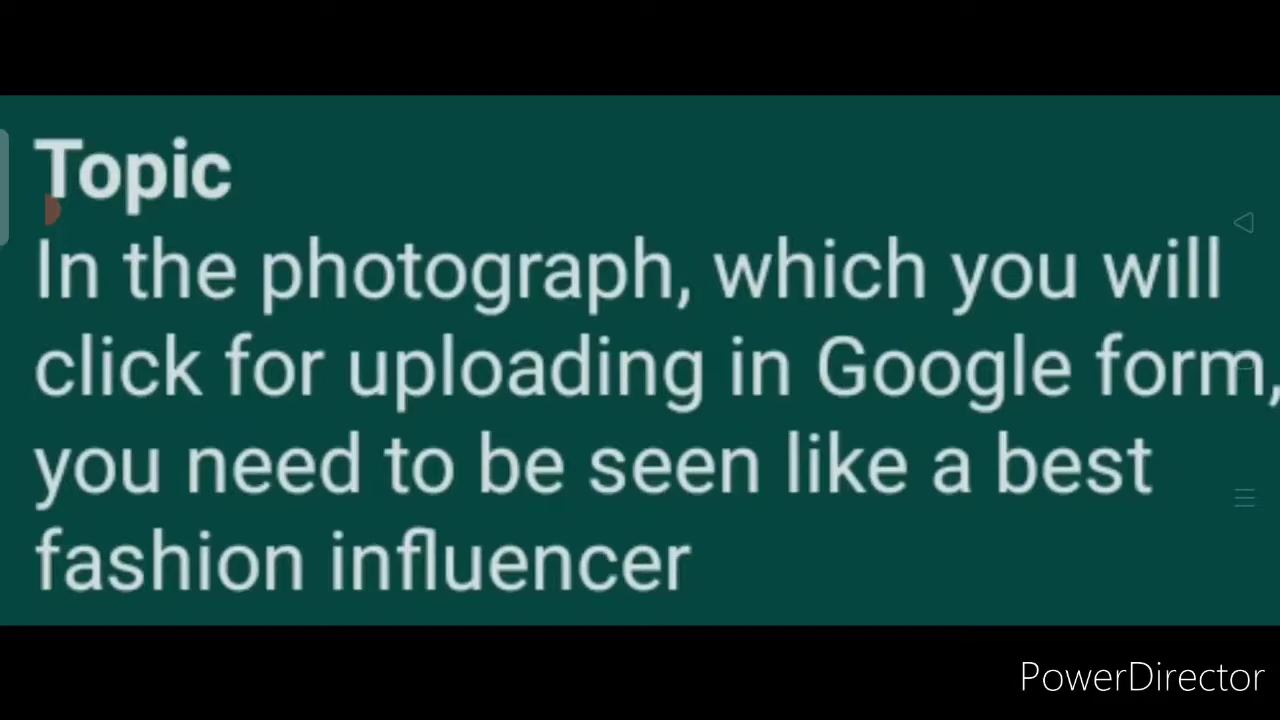 Topic
In the photograph, which you will
click for uploading in Google form,
you need to be seen like a best
fashion influencer
PowerDirector